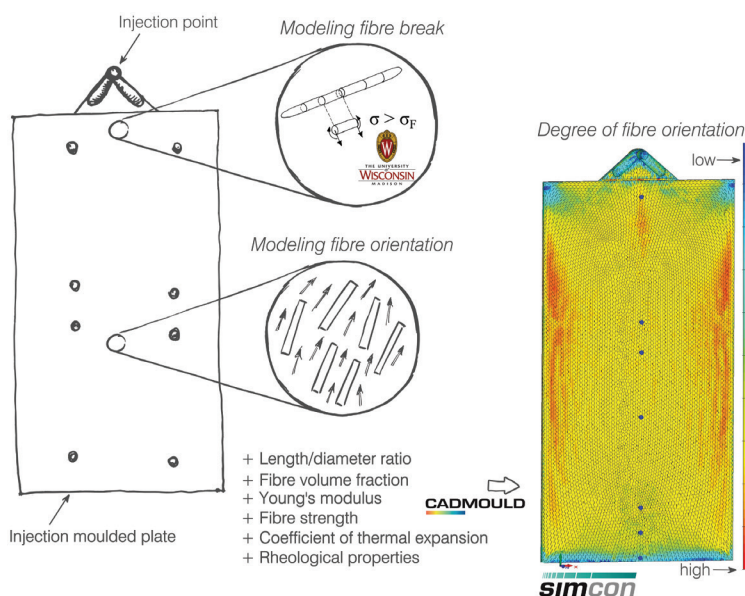 Injection point
Modeling fibre break
σ > σF
THE UNIVERSITY
WISCONSIN
MADISON
Degree of fibre orientation
low
Modeling fibre orientation
+ Length/diameter ratio
+ Fibre volume fraction
+ Young's modulus
+ Fibre strength
+ Coefficient of thermal expansion
+ Rheological properties
CADMOULD
Injection moulded plate
high
simcon